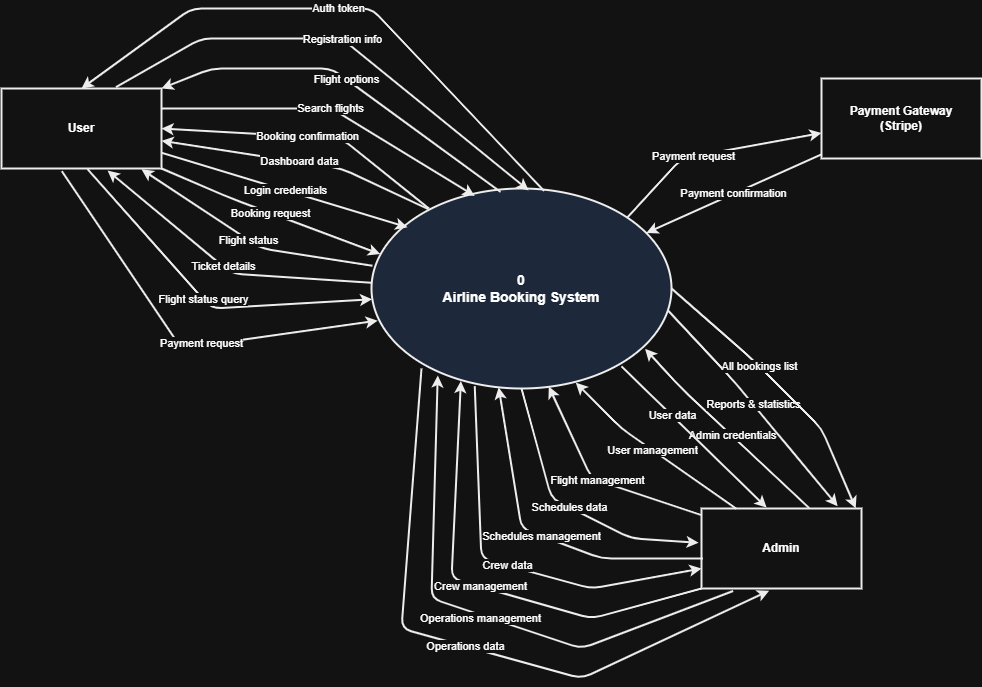 Auth token
Registration info
Flight options
Search flights
Booking confirmation
Dashboard data
Login credentials
Booking request
Flight status
Ticket details
Flight status query
Payment request
User
Payment Gateway
(Stripe)
Payment request
Payment confirmation
0
Airline Booking System
All bookings list
Reports & statistics
User data
Admin credentials
User management
Flight management
Schedules data
Schedules management
Crew data
Crew management
Operations management
Operations data
Admin